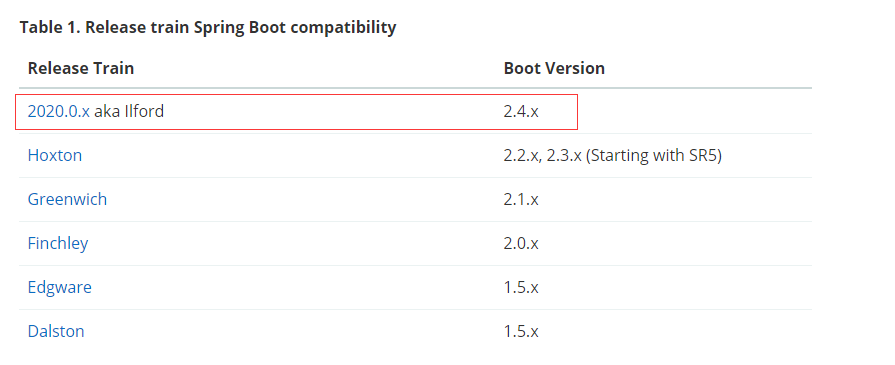 Table 1. Release train Spring Boot compatibility
Release Train Boot Version
2020.0.x aka Ilford 2.4.x
Hoxton 2.2.x, 2.3.x (Starting with SR5)
Greenwich 2.1.x
Finchley 2.0.x
Edgware 1.5.x
Dalston 1.5.x